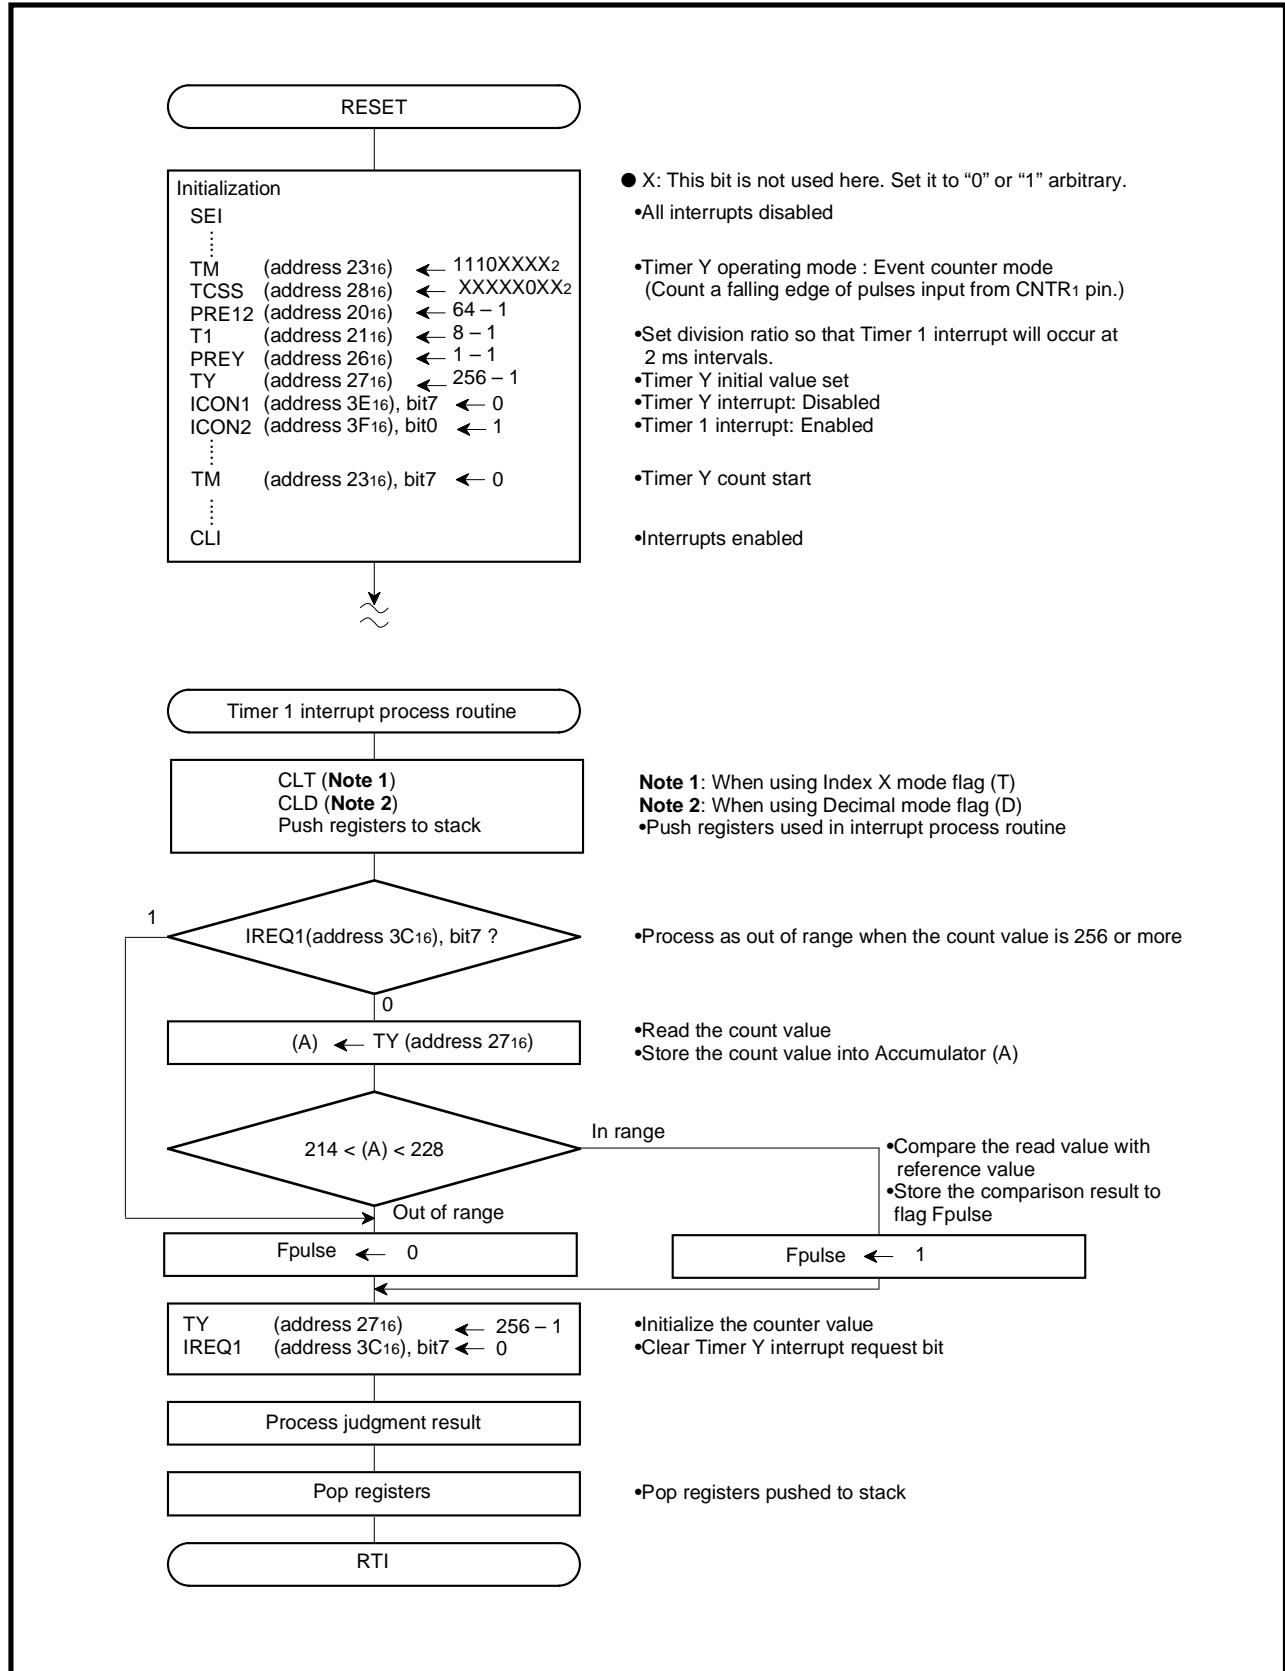 RESET
● X: This bit is not used here. Set it to “0” or “1” arbitrary.
Initialization
SEI
•All interrupts disabled
TM (address 2316) ← 1110XXXX2
•Timer Y operating mode : Event counter mode
TCSS (address 2816) ← XXXXX0XX2
(Count a falling edge of pulses input from CNTR1 pin.)
PRE12 (address 2016) ← 64 – 1
T1 (address 2116) ← 8 – 1
•Set division ratio so that Timer 1 interrupt will occur at
PREY (address 2616) ← 1 – 1
2 ms intervals.
TY (address 2716) ← 256 – 1
•Timer Y initial value set
ICON1 (address 3E16), bit7 ← 0
•Timer Y interrupt: Disabled
ICON2 (address 3F16), bit0 ← 1
•Timer 1 interrupt: Enabled
TM (address 2316), bit7 ← 0
•Timer Y count start
CLI
•Interrupts enabled
Timer 1 interrupt process routine
CLT (Note 1)
Note 1: When using Index X mode flag (T)
CLD (Note 2)
Note 2: When using Decimal mode flag (D)
Push registers to stack
•Push registers used in interrupt process routine
1
IREQ1(address 3C16), bit7 ?
•Process as out of range when the count value is 256 or more
0
(A) ← TY (address 2716)
•Read the count value
•Store the count value into Accumulator (A)
214 < (A) < 228
In range
•Compare the read value with
reference value
•Store the comparison result to
flag Fpulse
Out of range
Fpulse ← 0
Fpulse ← 1
TY (address 2716) ← 256 – 1
•Initialize the counter value
IREQ1 (address 3C16), bit7 ← 0
•Clear Timer Y interrupt request bit
Process judgment result
Pop registers
•Pop registers pushed to stack
RTI